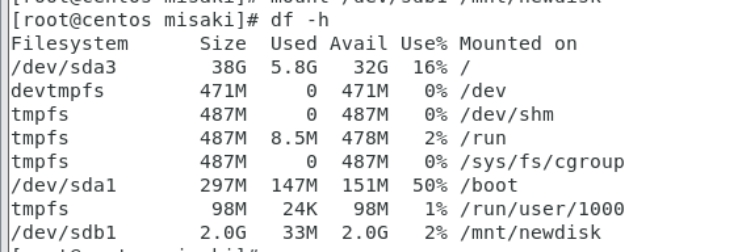 [root@centos misaki]# mount /dev/sdb1 /mnt/newdisk
[root@centos misaki]# df -h
Filesystem      Size  Used Avail Use% Mounted on
/dev/sda3        38G  5.8G   32G  16% /
devtmpfs        471M     0  471M   0% /dev
tmpfs           487M     0  487M   0% /dev/shm
tmpfs           487M  8.5M  478M   2% /run
tmpfs           487M     0  487M   0% /sys/fs/cgroup
/dev/sda1       297M  147M  151M  50% /boot
tmpfs            98M   24K   98M   1% /run/user/1000
/dev/sdb1       2.0G   33M  2.0G   2% /mnt/newdisk